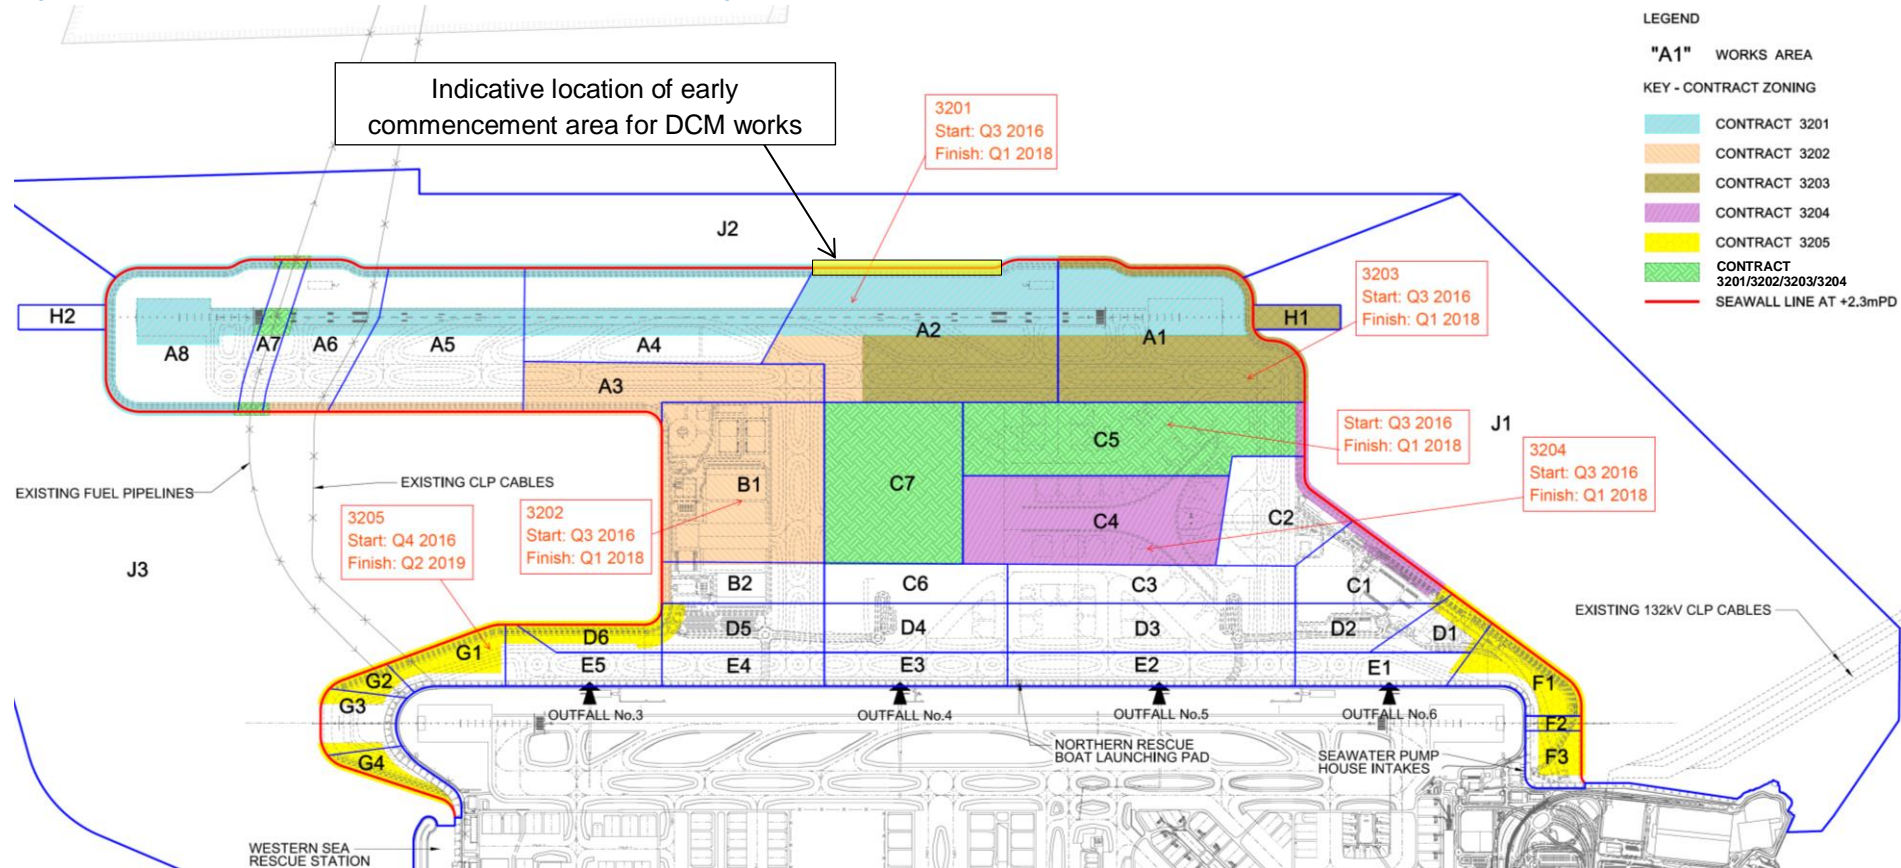 LEGEND
"A1" WORKS AREA
KEY - CONTRACT ZONING
CONTRACT 3201
CONTRACT 3202
CONTRACT 3203
CONTRACT 3204
CONTRACT 3205
CONTRACT
3201/3202/3203/3204
SEAWALL LINE AT +2.3mPD
Indicative location of early
commencement area for DCM works
3201
Start: Q3 2016
Finish: Q1 2018
J2
3203
Start: Q3 2016
Finish: Q1 2018
H2
H1
A8
A7
A6
A5
A4
A2
A1
A3
Start: Q3 2016
Finish: Q1 2018
J1
3204
Start: Q3 2016
Finish: Q1 2018
C5
C7
B1
C4
C2
EXISTING FUEL PIPELINES
EXISTING CLP CABLES
3205
Start: Q4 2016
Finish: Q2 2019
3202
Start: Q3 2016
Finish: Q1 2018
J3
B2
C6
C3
C1
EXISTING 132kV CLP CABLES
D6
D5
D4
D3
D2
D1
G1
E5
E4
E3
E2
E1
G2
F1
G3
OUTFALL No.3
OUTFALL No.4
OUTFALL No.5
OUTFALL No.6
F2
G4
NORTHERN RESCUE
BOAT LAUNCHING PAD
SEAWATER PUMP
HOUSE INTAKES
F3
WESTERN SEA
RESCUE STATION